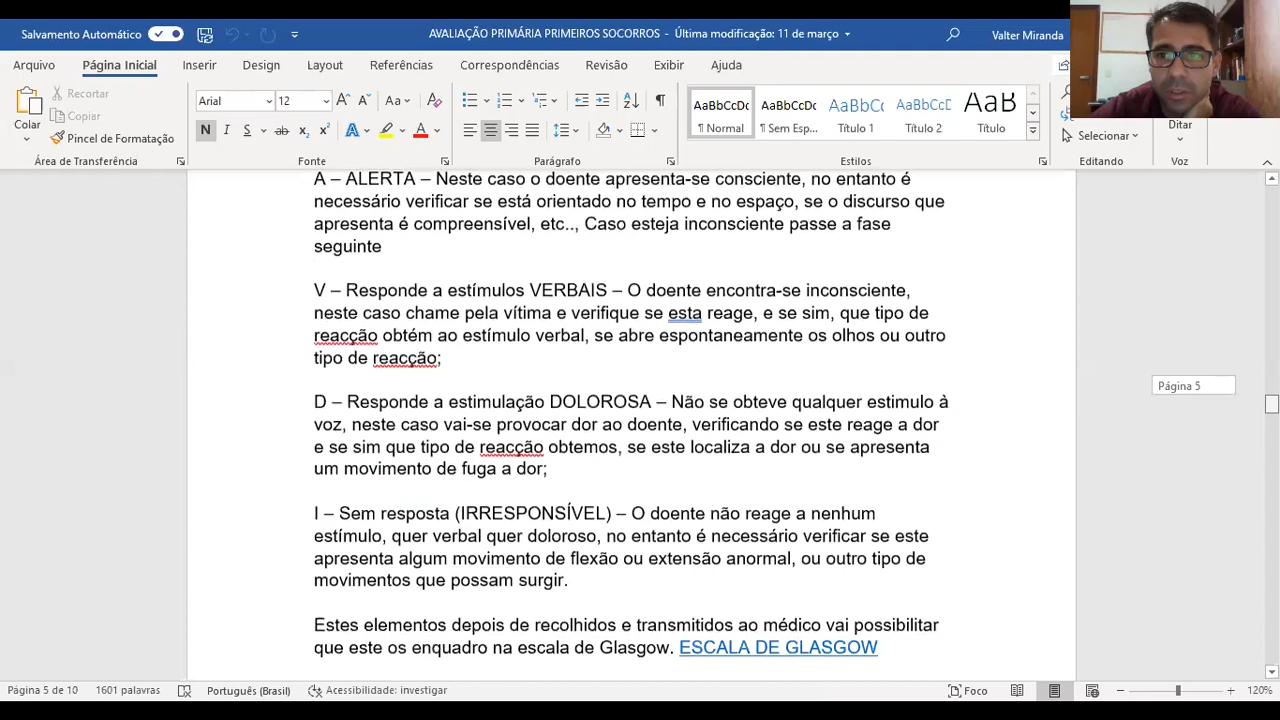 Salvamento Automático
AVALIAÇÃO PRIMÁRIA PRIMEIROS SOCORROS - Última modificação: 11 de março
Valter Miranda
Arquivo
Página Inicial
Inserir
Design
Layout
Referências
Correspondências
Revisão
Exibir
Ajuda
Colar
Recortar
Copiar
Pincel de Formatação
Arial
12
Aa
N I S ab x₂ x²
AaBbCcDc
¶ Normal
AaBbCcDc
¶ Sem Esp...
AaBbCc
Título 1
AaBbCcD
Título 2
AaB
Título
Selecionar
Ditar
Área de Transferência
Fonte
Parágrafo
Estilos
Editando
Voz
A – ALERTA – Neste caso o doente apresenta-se consciente, no entanto é
necessário verificar se está orientado no tempo e no espaço, se o discurso que
apresenta é compreensível, etc.., Caso esteja inconsciente passe a fase
seguinte
V – Responde a estímulos VERBAIS – O doente encontra-se inconsciente,
neste caso chame pela vítima e verifique se esta reage, e se sim, que tipo de
reacção obtém ao estímulo verbal, se abre espontaneamente os olhos ou outro
tipo de reacção;
D – Responde a estimulação DOLOROSA – Não se obteve qualquer estimulo à
voz, neste caso vai-se provocar dor ao doente, verificando se este reage a dor
e se sim que tipo de reacção obtemos, se este localiza a dor ou se apresenta
um movimento de fuga a dor;
I – Sem resposta (IRRESPONSÍVEL) – O doente não reage a nenhum
estímulo, quer verbal quer doloroso, no entanto é necessário verificar se este
apresenta algum movimento de flexão ou extensão anormal, ou outro tipo de
movimentos que possam surgir.
Estes elementos depois de recolhidos e transmitidos ao médico vai possibilitar
que este os enquadro na escala de Glasgow. ESCALA DE GLASGOW
Página 5
Página 5 de 10
1601 palavras
Português (Brasil)
Acessibilidade: investigar
Foco
120%